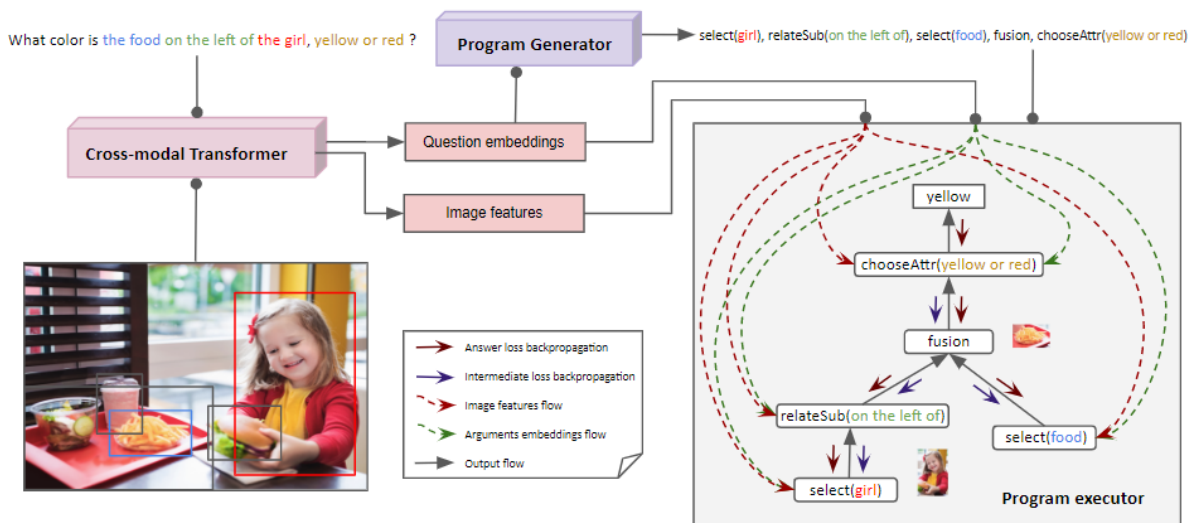 What color is the food on the left of the girl, yellow or red ?
Program Generator
select(girl), relateSub(on the left of), select(food), fusion, chooseAttr(yellow or red)
Cross-modal Transformer
Question embeddings
Image features
yellow
chooseAttr(yellow or red)
fusion
relateSub(on the left of)
select(food)
select(girl)
Program executor
Answer loss backpropagation
Intermediate loss backpropagation
Image features flow
Arguments embeddings flow
Output flow